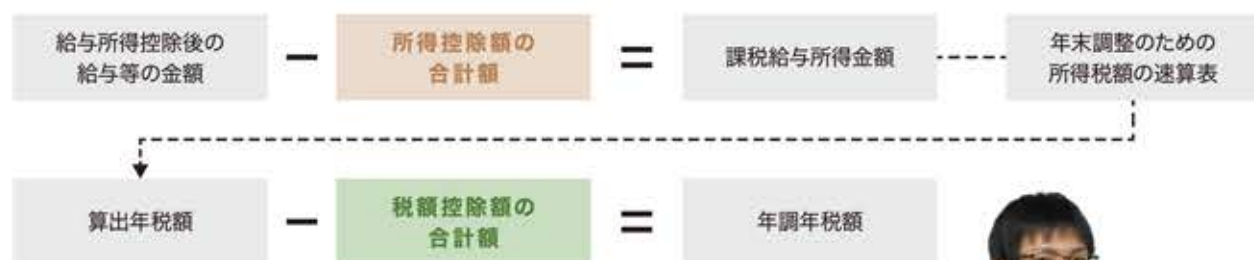 給与所得控除後の
給与等の金額
−
所得控除額の
合計額
=
課税給与所得金額
年末調整のための
所得税額の速算表
算出年税額
−
税額控除額の
合計額
=
年調年税額